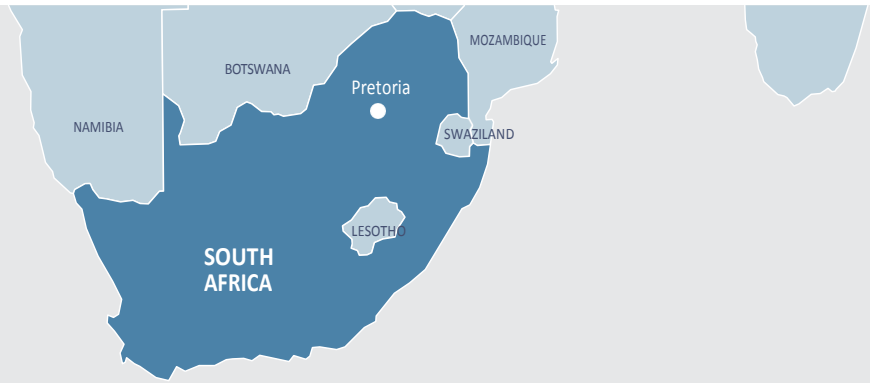 MOZAMBIQUE
BOTSWANA
Pretoria
NAMIBIA
SWAZILAND
LESOTHO
SOUTH
AFRICA